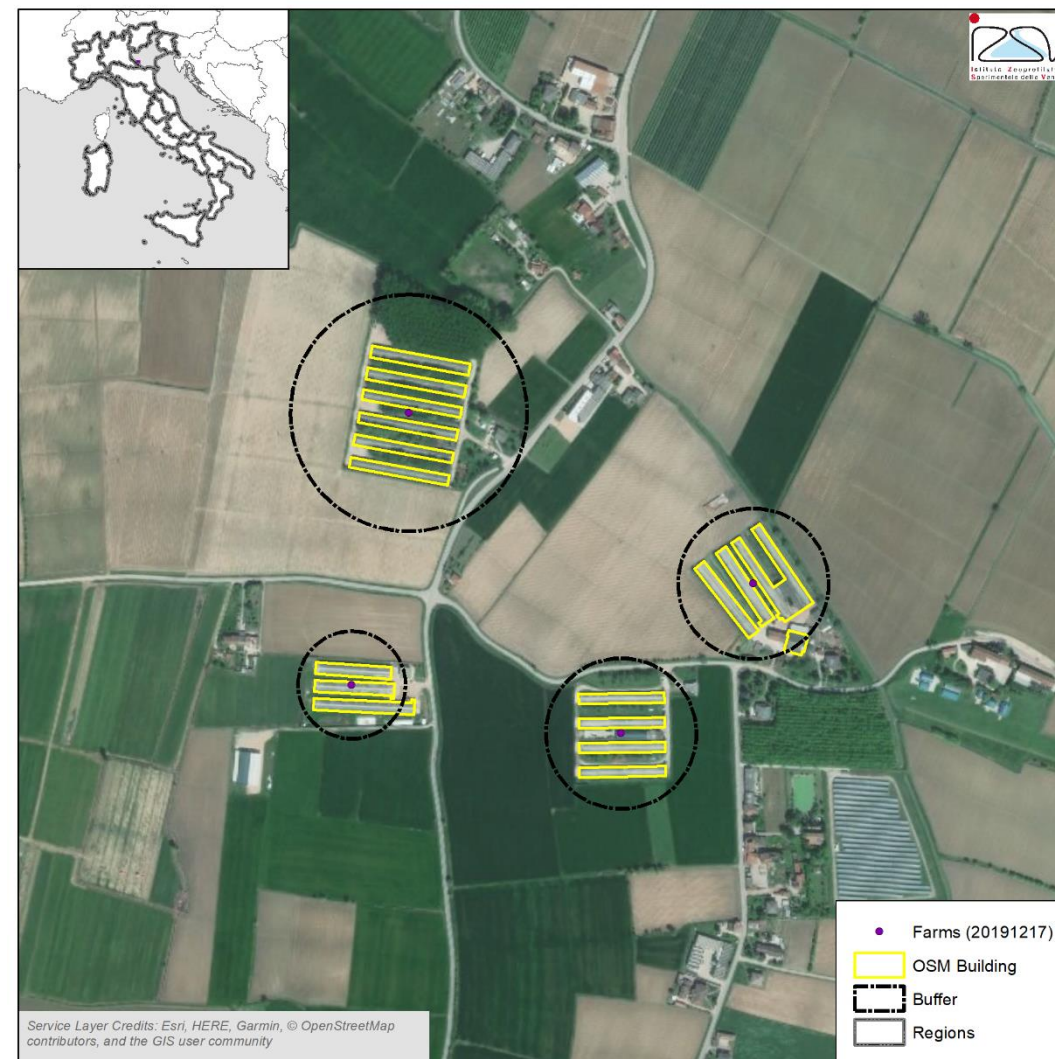 Istituto Zooprofilattico
Sperimentale delle Vene
Farms (20191217)
OSM Building
Buffer
Regions
Service Layer Credits: Esri, HERE, Garmin, © OpenStreetMap
contributors, and the GIS user community